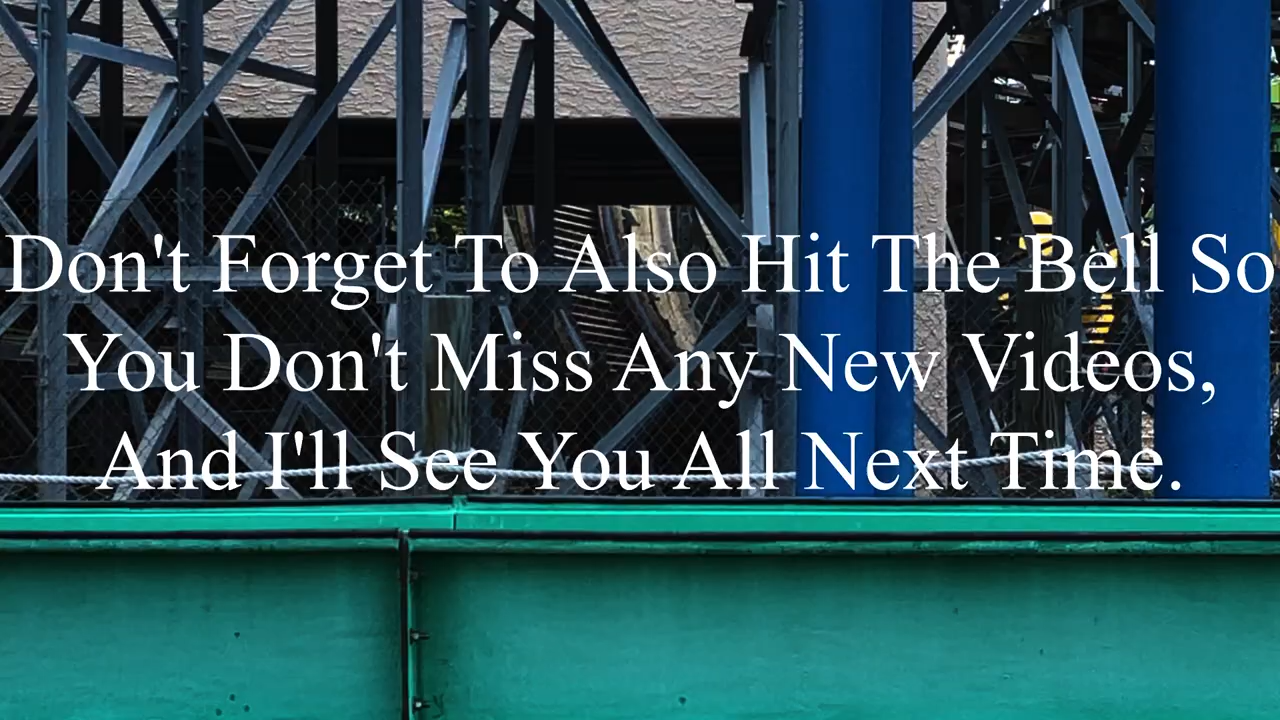 Don't Forget To Also Hit The Bell So
You Don't Miss Any New Videos,
And I'll See You All Next Time.